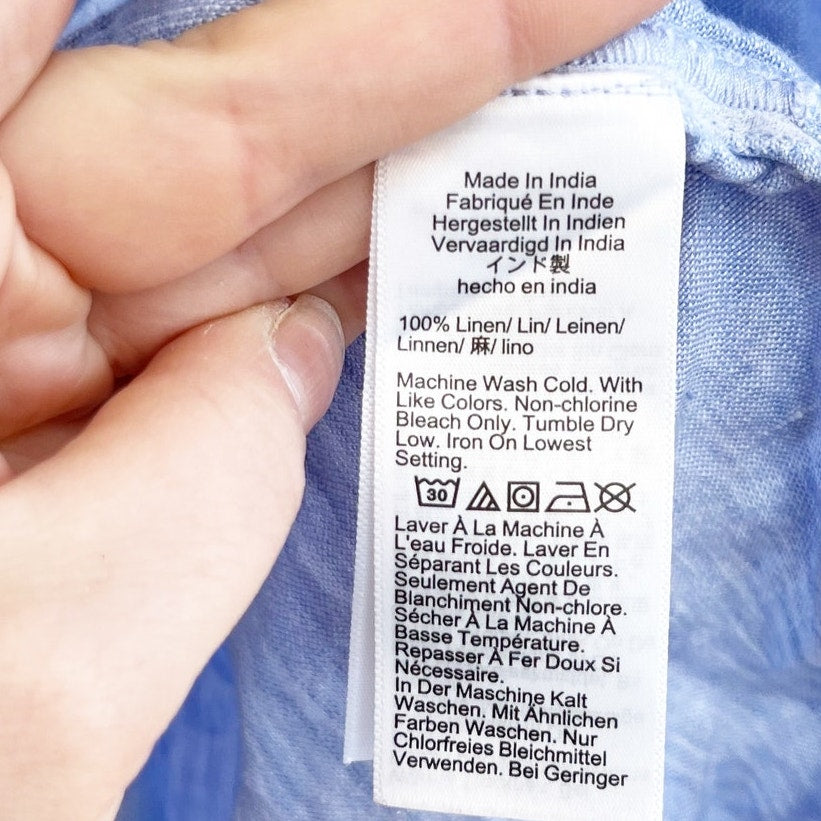 Made In India
Fabriqué En Inde
Hergestellt In Indien
Vervaardigd In India
インド製
hecho en india
100% Linen/ Lin/ Leinen/
Linnen/ 麻/ lino
Machine Wash Cold. With
Like Colors. Non-chlorine
Bleach Only. Tumble Dry
Low. Iron On Lowest
Setting.
30
Laver À La Machine À
L'eau Froide. Laver En
Séparant Les Couleurs.
Seulement Agent De
Blanchiment Non-chlore.
Sécher À La Machine À
Basse Température.
Repasser À Fer Doux Si
Nécessaire.
In Der Maschine Kalt
Waschen. Mit Ähnlichen
Farben Waschen. Nur
Chlorfreies Bleichmittel
Verwenden. Bei Geringer